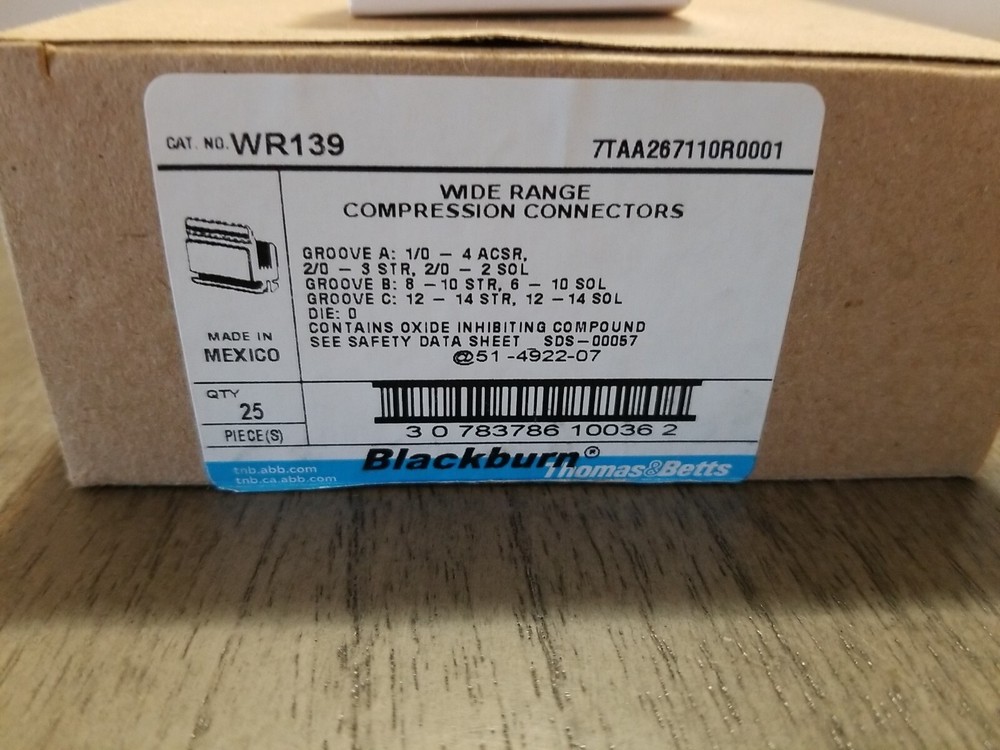 CAT. NO. WR139
7TAA267110R0001
WIDE RANGE
COMPRESSION CONNECTORS
GROOVE A: 1/0 – 4 ACSR,
2/0 – 3 STR, 2/0 – 2 SOL
GROOVE B: 8 – 10 STR, 6 – 10 SOL
GROOVE C: 12 – 14 STR, 12 – 14 SOL
DIE: O
CONTAINS OXIDE INHIBITING COMPOUND
SEE SAFETY DATA SHEET SDS–00057
@51-4922-07
MADE IN
MEXICO
QTY
25
PIECE(S)
3 0 783786 10036 2
Blackburn®
Thomas&Betts
tnb.abb.com
tnb.ca.abb.com